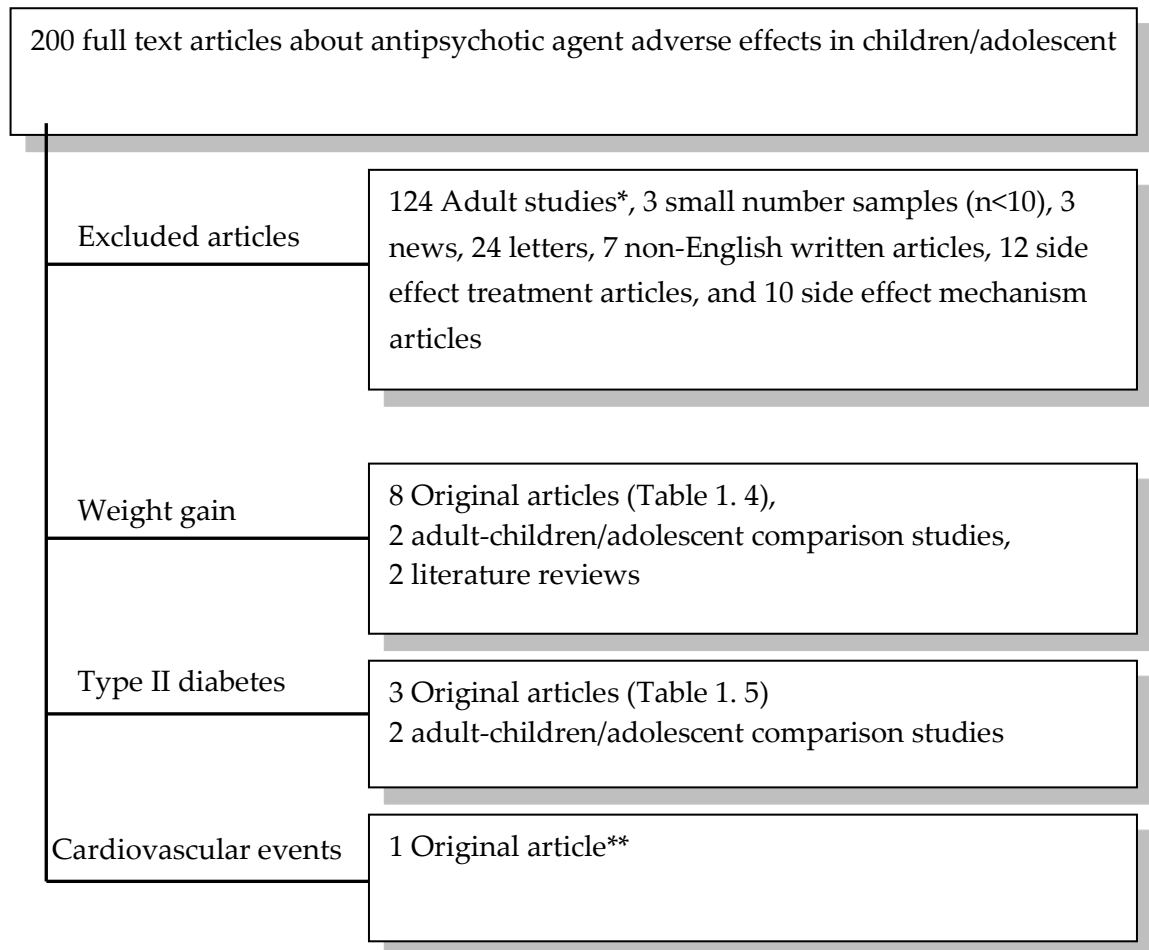 200 full text articles about antipsychotic agent adverse effects in children/adolescent
Excluded articles
124 Adult studies*, 3 small number samples (n<10), 3
news, 24 letters, 7 non-English written articles, 12 side
effect treatment articles, and 10 side effect mechanism
articles
Weight gain
8 Original articles (Table 1. 4),
2 adult-children/adolescent comparison studies,
2 literature reviews
Type II diabetes
3 Original articles (Table 1. 5)
2 adult-children/adolescent comparison studies
Cardiovascular events
1 Original article**